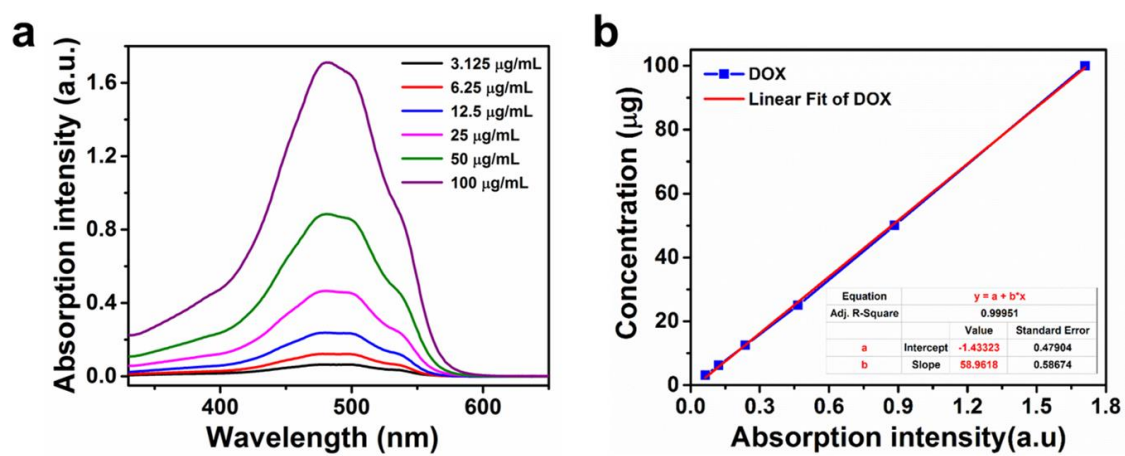 a
Absorption intensity (a.u.)
1.6
1.2
0.8
0.4
0.0
400
500
600
Wavelength (nm)
3.125 µg/mL
6.25 µg/mL
12.5 µg/mL
25 µg/mL
50 µg/mL
100 µg/mL
b
Concentration (µg)
100
80
60
40
20
0
0.0
0.3
0.6
0.9
1.2
1.5
1.8
Absorption intensity(a.u)
DOX
Linear Fit of DOX
Equation y = a + b*x
Adj. R-Square 0.99951
Value Standard Error
a Intercept -1.43323 0.47904
b Slope 58.9618 0.58674